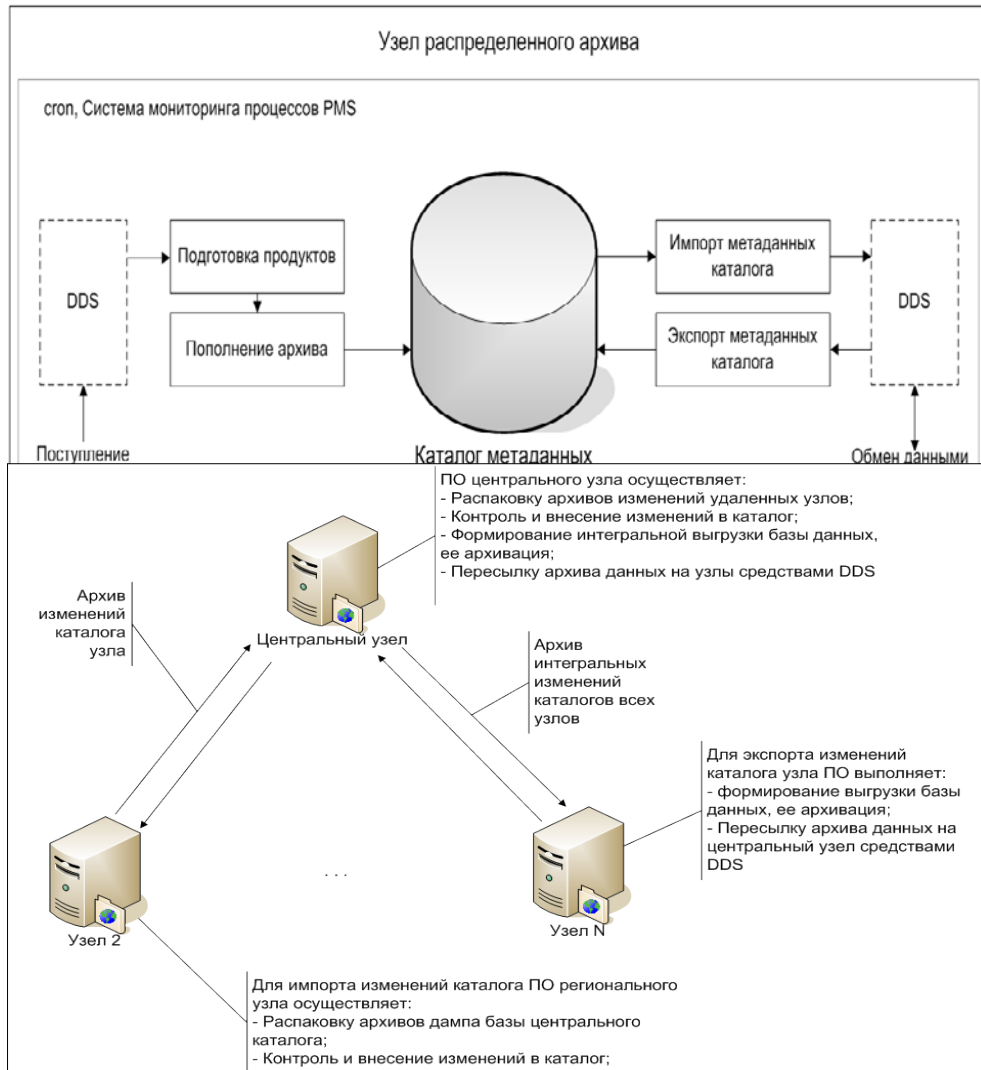 Узел распределенного архива
cron, Система мониторинга процессов PMS
DDS
Подготовка продуктов
Пополнение архива
Импорт метаданных
каталога
Экспорт метаданных
каталога
DDS
Поступление
Каталог метаданных
Обмен данными
ПО центрального узла осуществляет:
- Распаковку архивов изменений удаленных узлов;
- Контроль и внесение изменений в каталог;
- Формирование интегральной выгрузки базы данных,
ее архивация;
- Пересылку архива данных на узлы средствами DDS
Архив
изменений
каталога
узла
Центральный узел
Архив
интегральных
изменений
каталогов всех
узлов
Для экспорта изменений
каталога узла ПО выполняет:
- формирование выгрузки базы
данных, ее архивация;
- Пересылку архива данных на
центральный узел средствами
DDS
. . .
Узел 2
Узел N
Для импорта изменений каталога ПО регионального
узла осуществляет:
- Распаковку архивов дампа базы центрального
каталога;
- Контроль и внесение изменений в каталог;